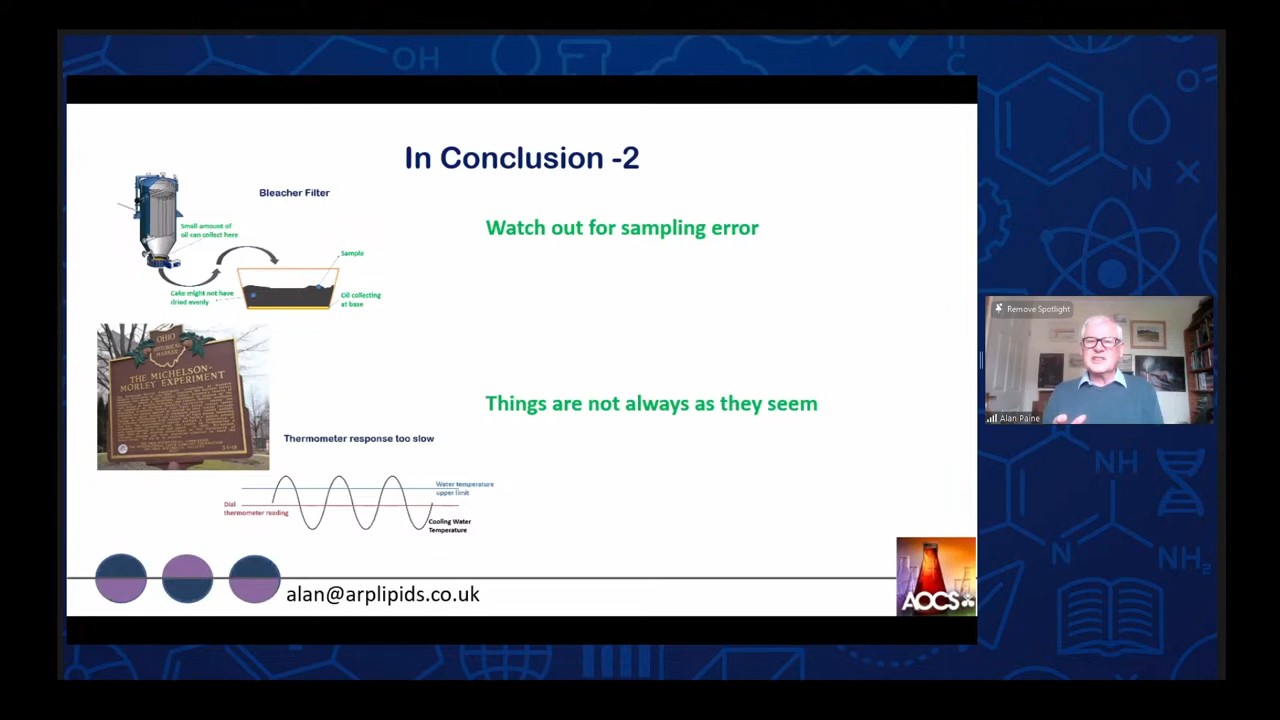 In Conclusion -2
Bleacher Filter
Small amount of
oil can collect here
Sample
Cake might not have
dried evenly
Oil collecting
at base
Watch out for sampling error
OHIO
HISTORICAL
MARKER
THE MICHELSON-
MORLEY EXPERIMENT
Things are not always as they seem
Thermometer response too slow
Water temperature
upper limit
Dial
thermometer reading
Cooling Water
Temperature
alan@arplipids.co.uk
AOCS
Remove Spotlight
Alan Paine
OH
N
O
NH
N
NH2